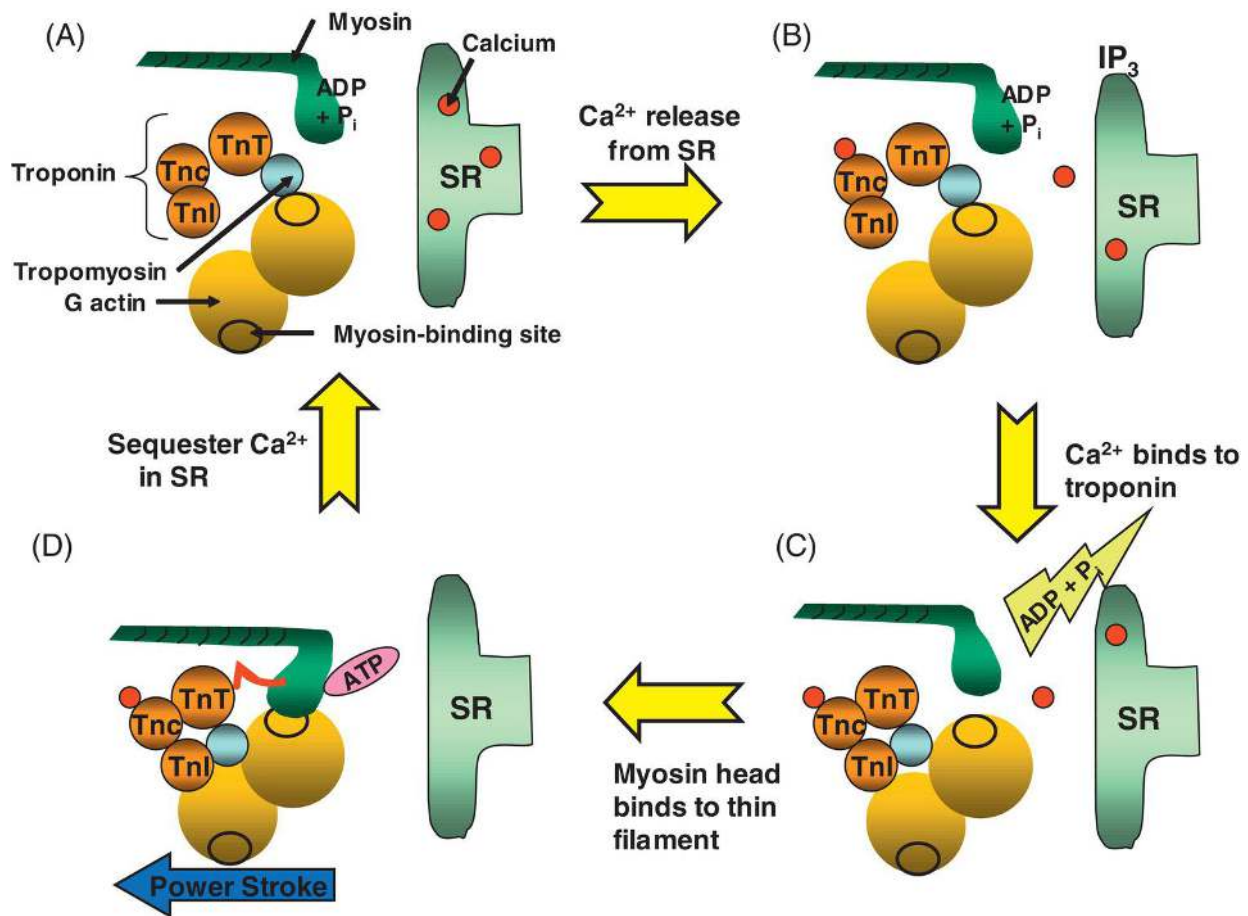 (A)
Myosin
Calcium
ADP
+ Pi
TnT
Tnc
TnI
Troponin
SR
Tropomyosin
G actin
Myosin-binding site
Ca²⁺ release
from SR
(B)
IP₃
ADP
+ Pi
TnT
Tnc
TnI
SR
Ca²⁺ binds to
troponin
(C)
ADP + Pi
TnT
Tnc
TnI
SR
Myosin head
binds to thin
filament
(D)
ATP
TnT
Tnc
TnI
SR
Power Stroke
Sequester Ca²⁺
in SR